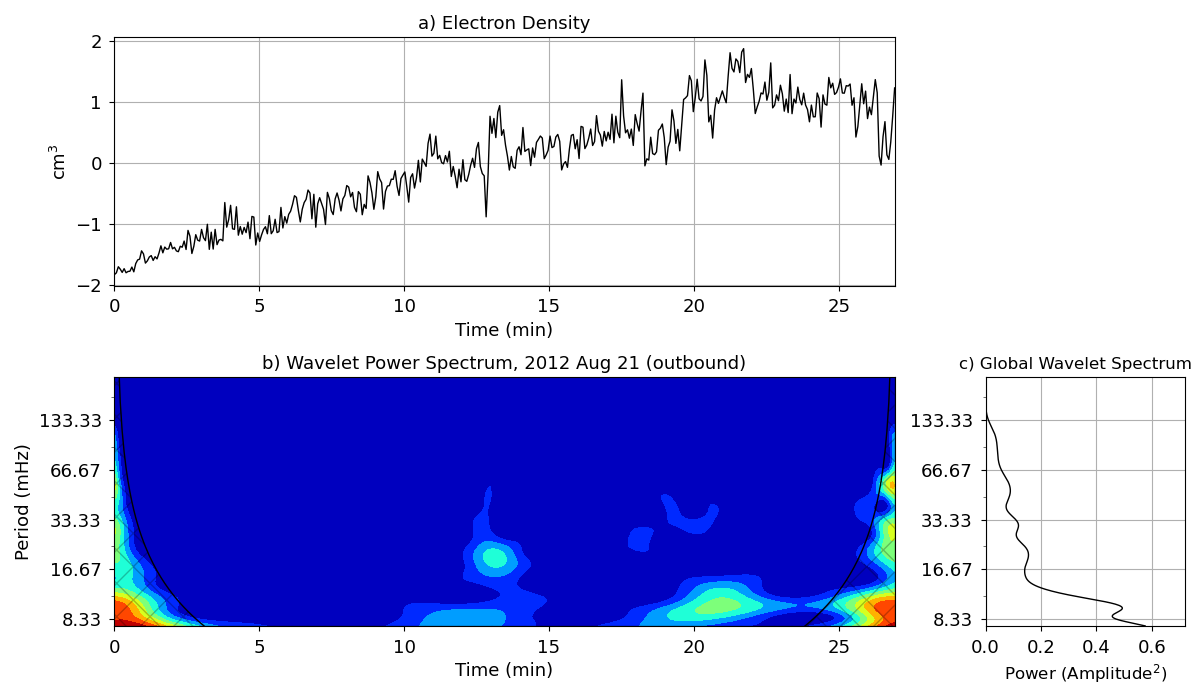 a) Electron Density
2
1
0
−1
−2
cm³
0 5 10 15 20 25
Time (min)
b) Wavelet Power Spectrum, 2012 Aug 21 (outbound)
133.33
66.67
33.33
16.67
8.33
Period (mHz)
0 5 10 15 20 25
Time (min)
c) Global Wavelet Spectrum
133.33
66.67
33.33
16.67
8.33
0.0 0.2 0.4 0.6
Power (Amplitude²)